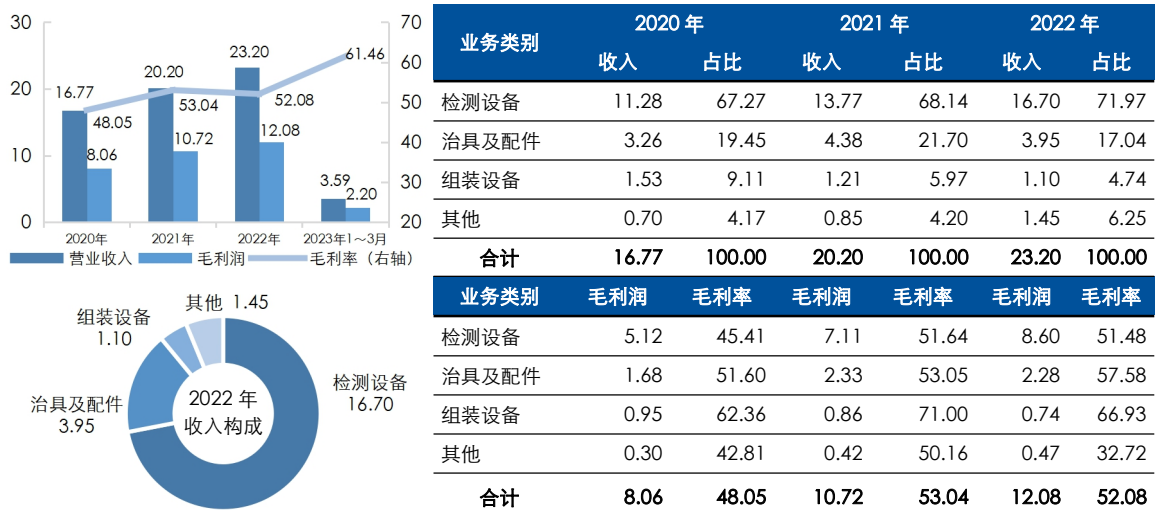 30
70
23.20
61.46
20.20
60
20
16.77
53.04
52.08
50
48.05
12.08
10.72
40
10
8.06
3.59
2.20
30
0
20
2020年
2021年
2022年
2023年1～3月
营业收入
毛利润
毛利率（右轴）
其他 1.45
组装设备
1.10
检测设备
16.70
治具及配件
3.95
2022 年
收入构成
业务类别 2020 年 2021 年 2022 年
收入 占比 收入 占比 收入 占比
检测设备 11.28 67.27 13.77 68.14 16.70 71.97
治具及配件 3.26 19.45 4.38 21.70 3.95 17.04
组装设备 1.53 9.11 1.21 5.97 1.10 4.74
其他 0.70 4.17 0.85 4.20 1.45 6.25
合计 16.77 100.00 20.20 100.00 23.20 100.00
业务类别 毛利润 毛利率 毛利润 毛利率 毛利润 毛利率
检测设备 5.12 45.41 7.11 51.64 8.60 51.48
治具及配件 1.68 51.60 2.33 53.05 2.28 57.58
组装设备 0.95 62.36 0.86 71.00 0.74 66.93
其他 0.30 42.81 0.42 50.16 0.47 32.72
合计 8.06 48.05 10.72 53.04 12.08 52.08